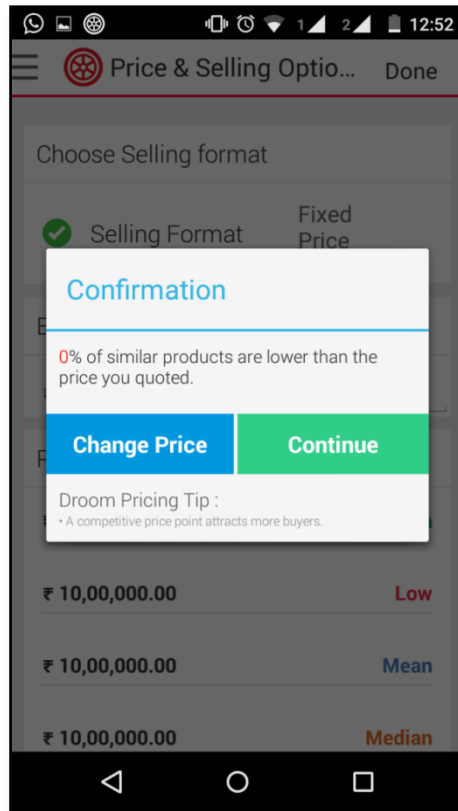 1 2 12:52
Price & Selling Optio... Done
Choose Selling format
Selling Format Fixed
Price
Confirmation
0% of similar products are lower than the
price you quoted.
Change Price Continue
Droom Pricing Tip :
• A competitive price point attracts more buyers.
₹ 10,00,000.00 Low
₹ 10,00,000.00 Mean
₹ 10,00,000.00 Median